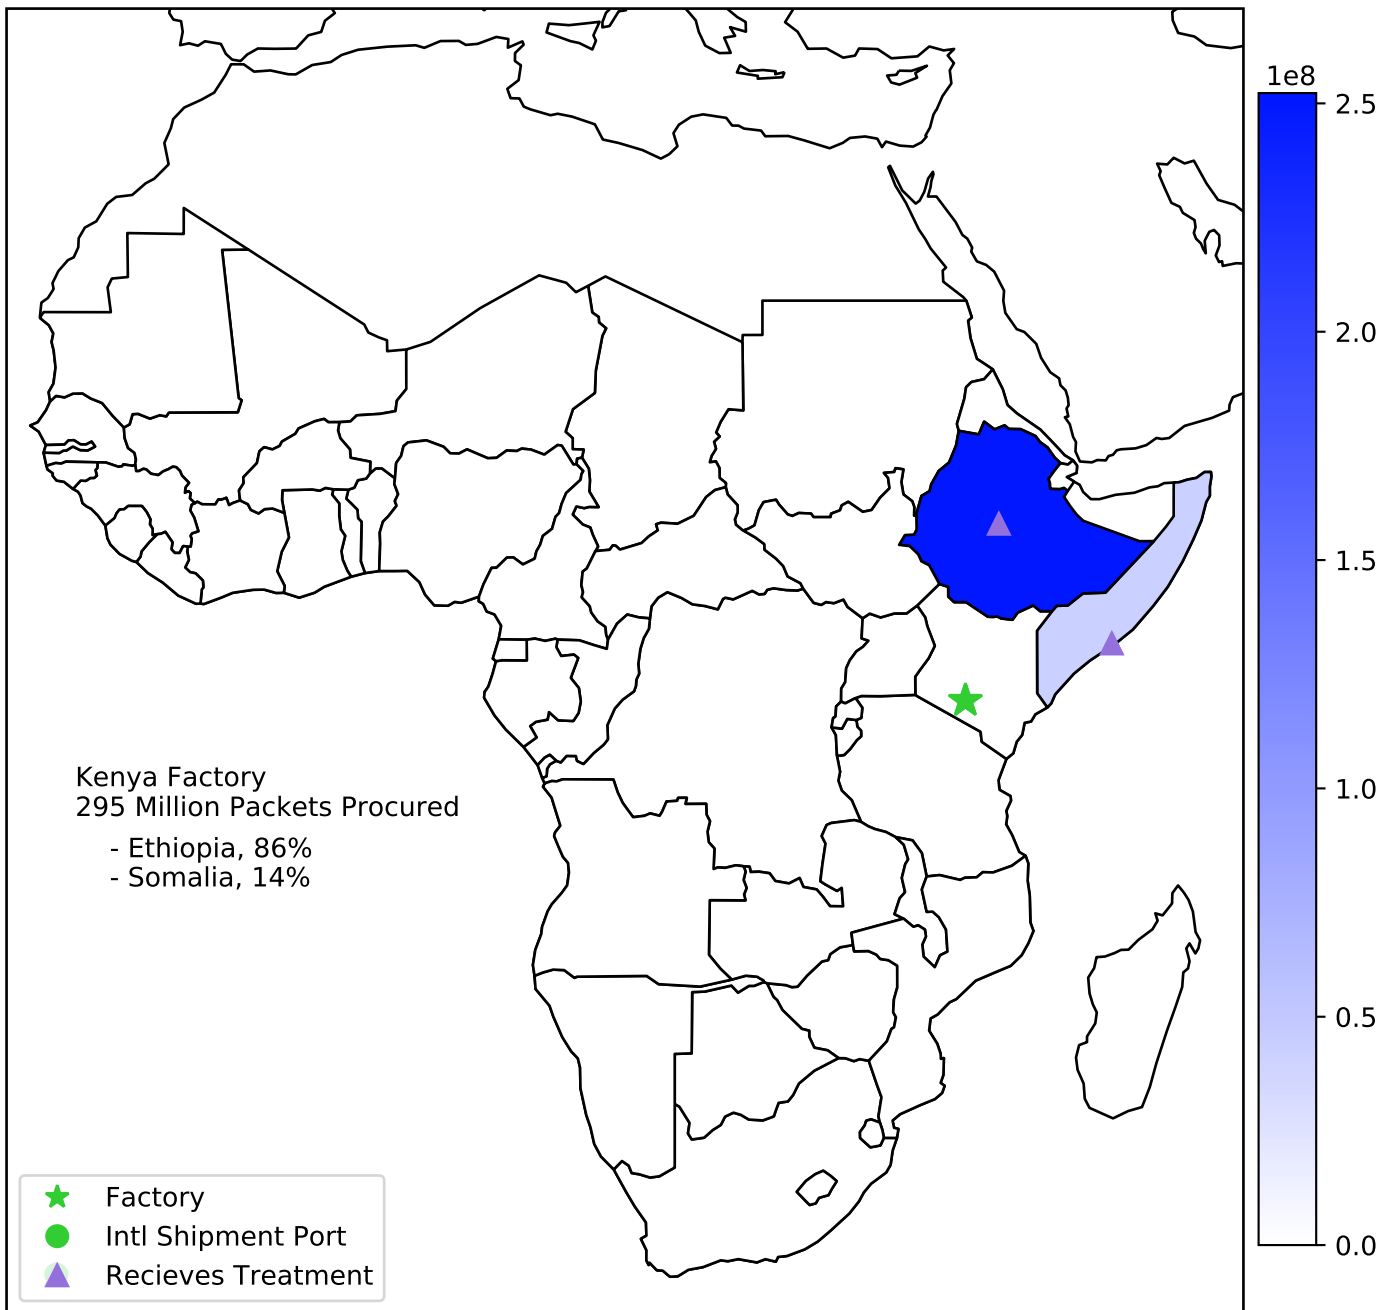 1e8
2.5
2.0
1.5
1.0
0.5
0.0
Kenya Factory
295 Million Packets Procured
- Ethiopia, 86%
- Somalia, 14%
Factory
Intl Shipment Port
Recieves Treatment